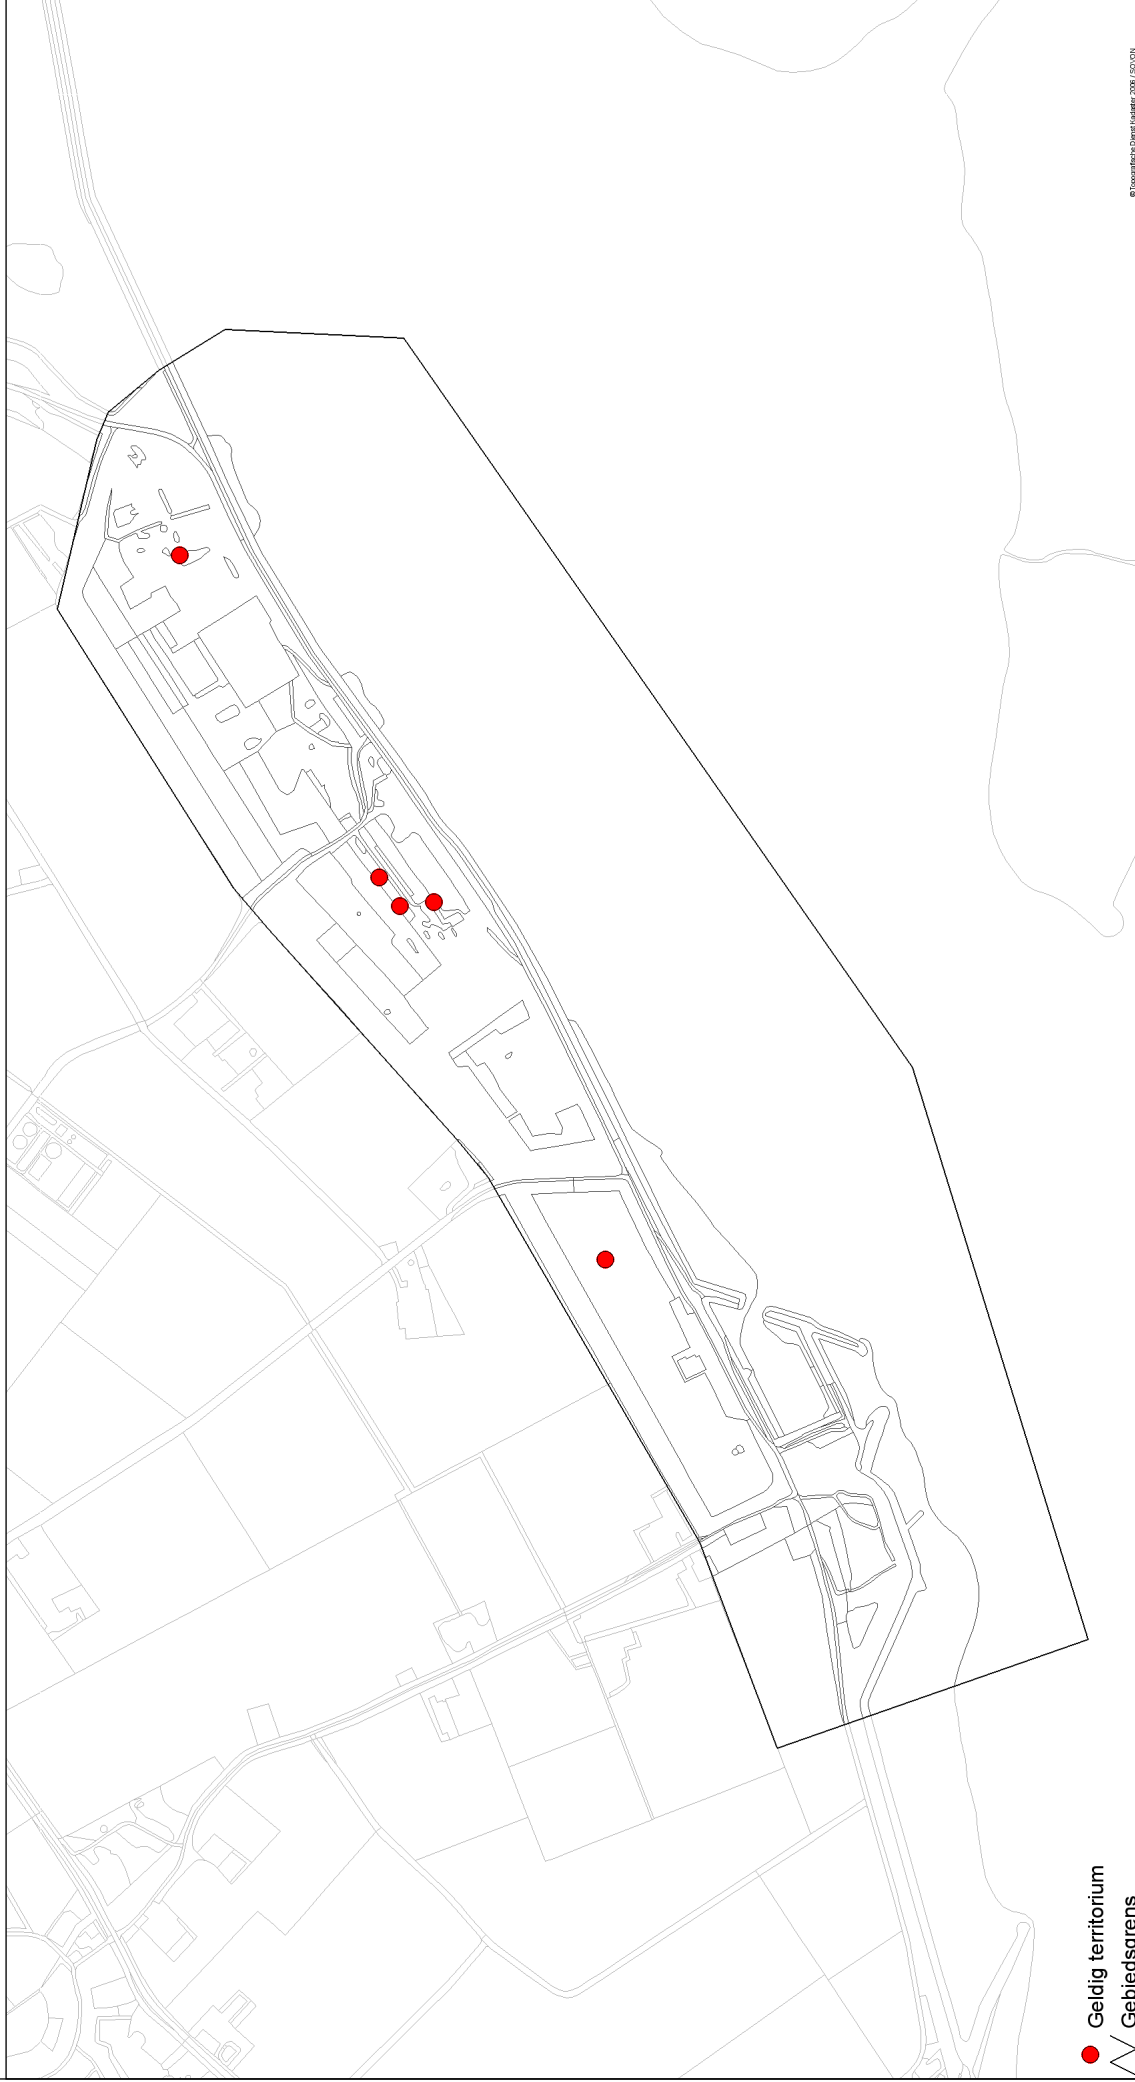 Geldig territorium
Gebiedsgrens
© Topografische Dienst Kadaster 2006 / SOVON